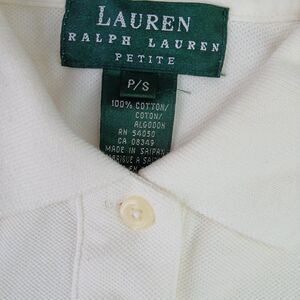 LAUREN
RALPH LAUREN
PETITE
P/S
100% COTTON/
COTON/
ALGODON
RN 54050
CA 08349
MADE IN SAIPAN